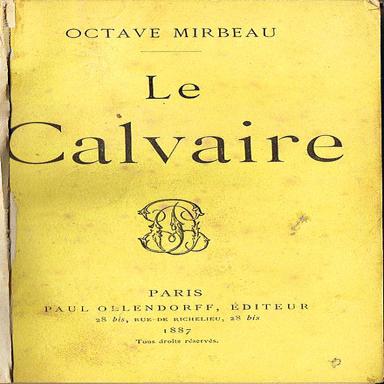 OCTAVE MIRBEAU
Le
Calvaire
PARIS
PAUL OLLENDORFF, ÉDITEUR
28 bis, RUE DE RICHELIEU, 28 bis
1887
Tous droits réservés.